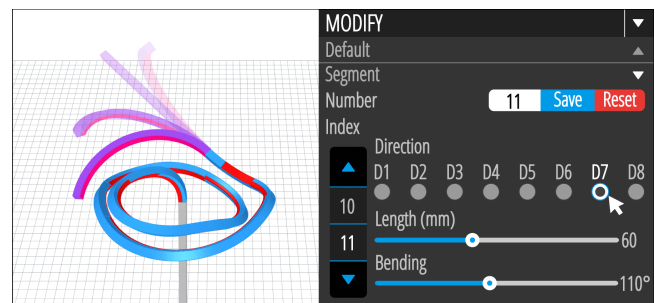 MODIFY
Default
Segment
Number 11 Save Reset
Index
Direction
D1 D2 D3 D4 D5 D6 D7 D8
10
Length (mm)
11
60
Bending
110°